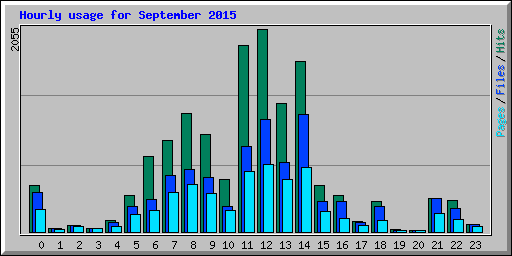 Hourly usage for September 2015
2055
Pages / Files / Hits
0 1 2 3 4 5 6 7 8 9 10 11 12 13 14 15 16 17 18 19 20 21 22 23